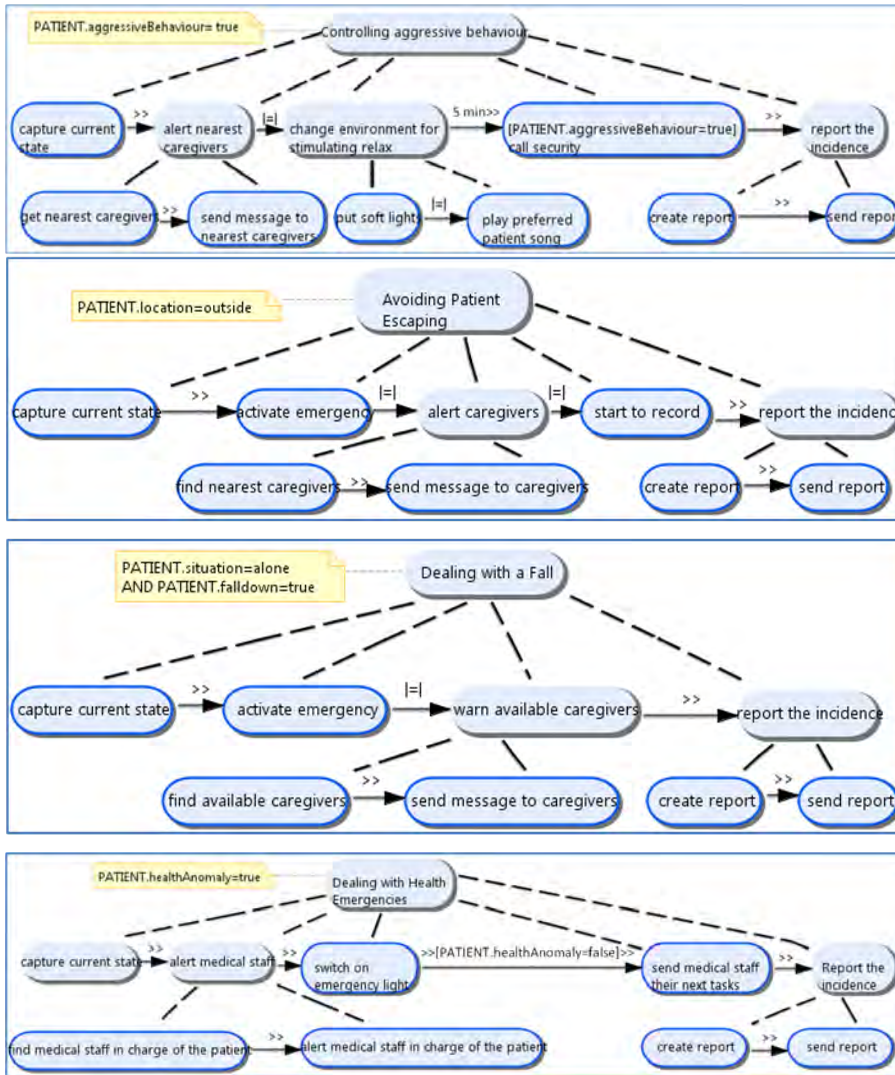 PATIENT.aggressiveBehaviour= true
Controlling aggressive behaviour
capture current
state
>>
alert nearest
caregivers
|=|
change environment for
stimulating relax
5 min>>
[PATIENT.aggressiveBehaviour=true]
call security
>>
report the
incidence
get nearest caregivers
>>
send message to
nearest caregivers
put soft lights
|=|
play preferred
patient song
create report
>>
send report
PATIENT.location=outside
Avoiding Patient
Escaping
capture current state
>>
activate emergency
|=|
alert caregivers
|=|
start to record
>>
report the incidence
find nearest caregivers
>>
send message to caregivers
create report
>>
send report
PATIENT.situation=alone
AND PATIENT.falldown=true
Dealing with a Fall
capture current state
>>
activate emergency
|=|
warn available caregivers
>>
report the incidence
find available caregivers
>>
send message to caregivers
create report
>>
send report
PATIENT.healthAnomaly=true
Dealing with Health
Emergencies
capture current state
>>
alert medical staff
>>
switch on
emergency light
>>[PATIENT.healthAnomaly=false]>>
send medical staff
their next tasks
>>
Report the
incidence
find medical staff in charge of the patient
>>
alert medical staff in charge of the patient
create report
>>
send report